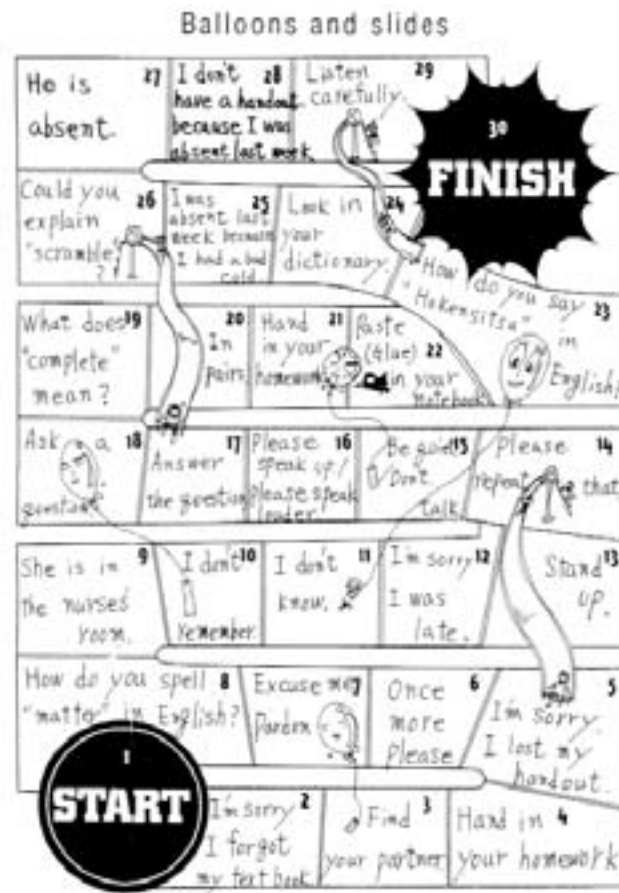 Balloons and slides
He is
absent.
27
I don't
have a handout
because I was
absent last week.
28
Listen
carefully.
29
30
FINISH
Could you
explain
"scramble"
?
26
I was
absent last
week because
I had a bad
cold.
25
Look in
your
dictionary.
24
How do you say
"Hokensitsu"
in
English?
23
What does
"complete"
mean?
19
In
pairs.
20
Hand
in your
homework
21
Paste
(Glue)
in your
notebook
22
Ask a
question
18
Answer
the question
17
Please
speak up!
Please speak
louder.
16
Be quiet
Don't
talk
15
Please
repeat that
14
She is in
the nurse's
room.
9
I don't
remember.
10
I don't
know.
11
I'm sorry
I was
late.
12
Stand
up.
13
How do you spell
"matter" in English?
8
Excuse me
Pardon
7
Once
more
please
6
I'm sorry
I lost my
handout.
5
1
START
I'm sorry
I forgot
my text book.
2
Find
your partner
3
Hand in
your homework
4